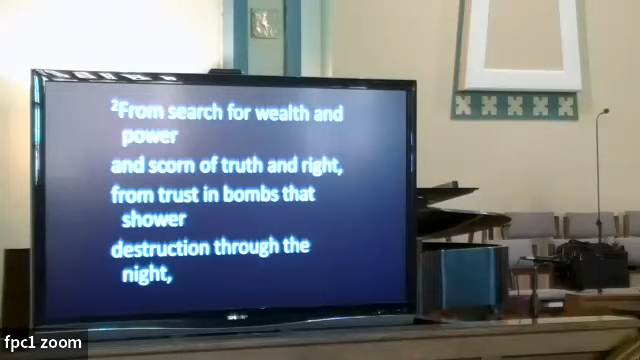 ²From search for wealth and
power
and scorn of truth and right,
from trust in bombs that
shower
destruction through the
night,
fpc1 zoom